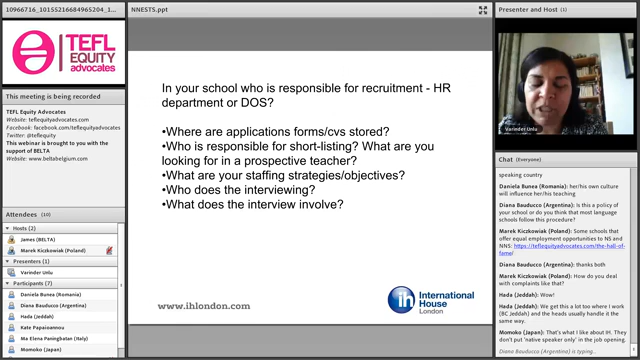 10966716_10155216684965204_1...
TEFL
EQUITY
advocates
This meeting is being recorded
TEFL Equity Advocates
Website: teflequityadvocates.com
Facebook: facebook.com/teflequityadvocates
Twitter: @teflequity
This webinar is brought to you with the
support of BELTA
Website: www.beltabelgium.com
Attendees (10)
Hosts (2)
James (BELTA)
Marek Kiczkowiak (Poland)
Presenters (1)
Varinder Unlu
Participants (7)
Daniela Bunea (Romania)
Diana Bauducco (Argentina)
Hada (Jeddah)
Kate Papaioannou
Ma Elena Peningbatan (Italy)
Momoko (Japan)
NNESTS.ppt
In your school who is responsible for recruitment - HR
department or DOS?
•Where are applications forms/cvs stored?
•Who is responsible for short-listing? What are you
looking for in a prospective teacher?
•What are your staffing strategies/objectives?
•Who does the interviewing?
•What does the interview involve?
www.ihlondon.com
ih
International
House
London
Presenter and Host (1)
Varinder Unlu
Chat (Everyone)
speaking country
Daniela Bunea (Romania): her/his own culture
will influence her/his teaching
Diana Bauducco (Argentina): Is this a policy of
your school or do you think that most language
schools follow this procedure?
Marek Kiczkowiak (Poland): Some schools that
offer equal employment opportunities to NS and
NNS: https://teflequityadvocates.com/the-hall-of-
fame/
Diana Bauducco (Argentina): thanks both
Marek Kiczkowiak (Poland): How do you deal
with complaints like that?
Hada (Jeddah): Wow!
Hada (Jeddah): We get this a lot too where I work
(BC Jeddah) and the heads usually handle it the
same way.
Momoko (Japan): That's what I like about IH. They
don't put 'native speaker only' in the job opening.
Diana Bauducco (Argentina) is typing...